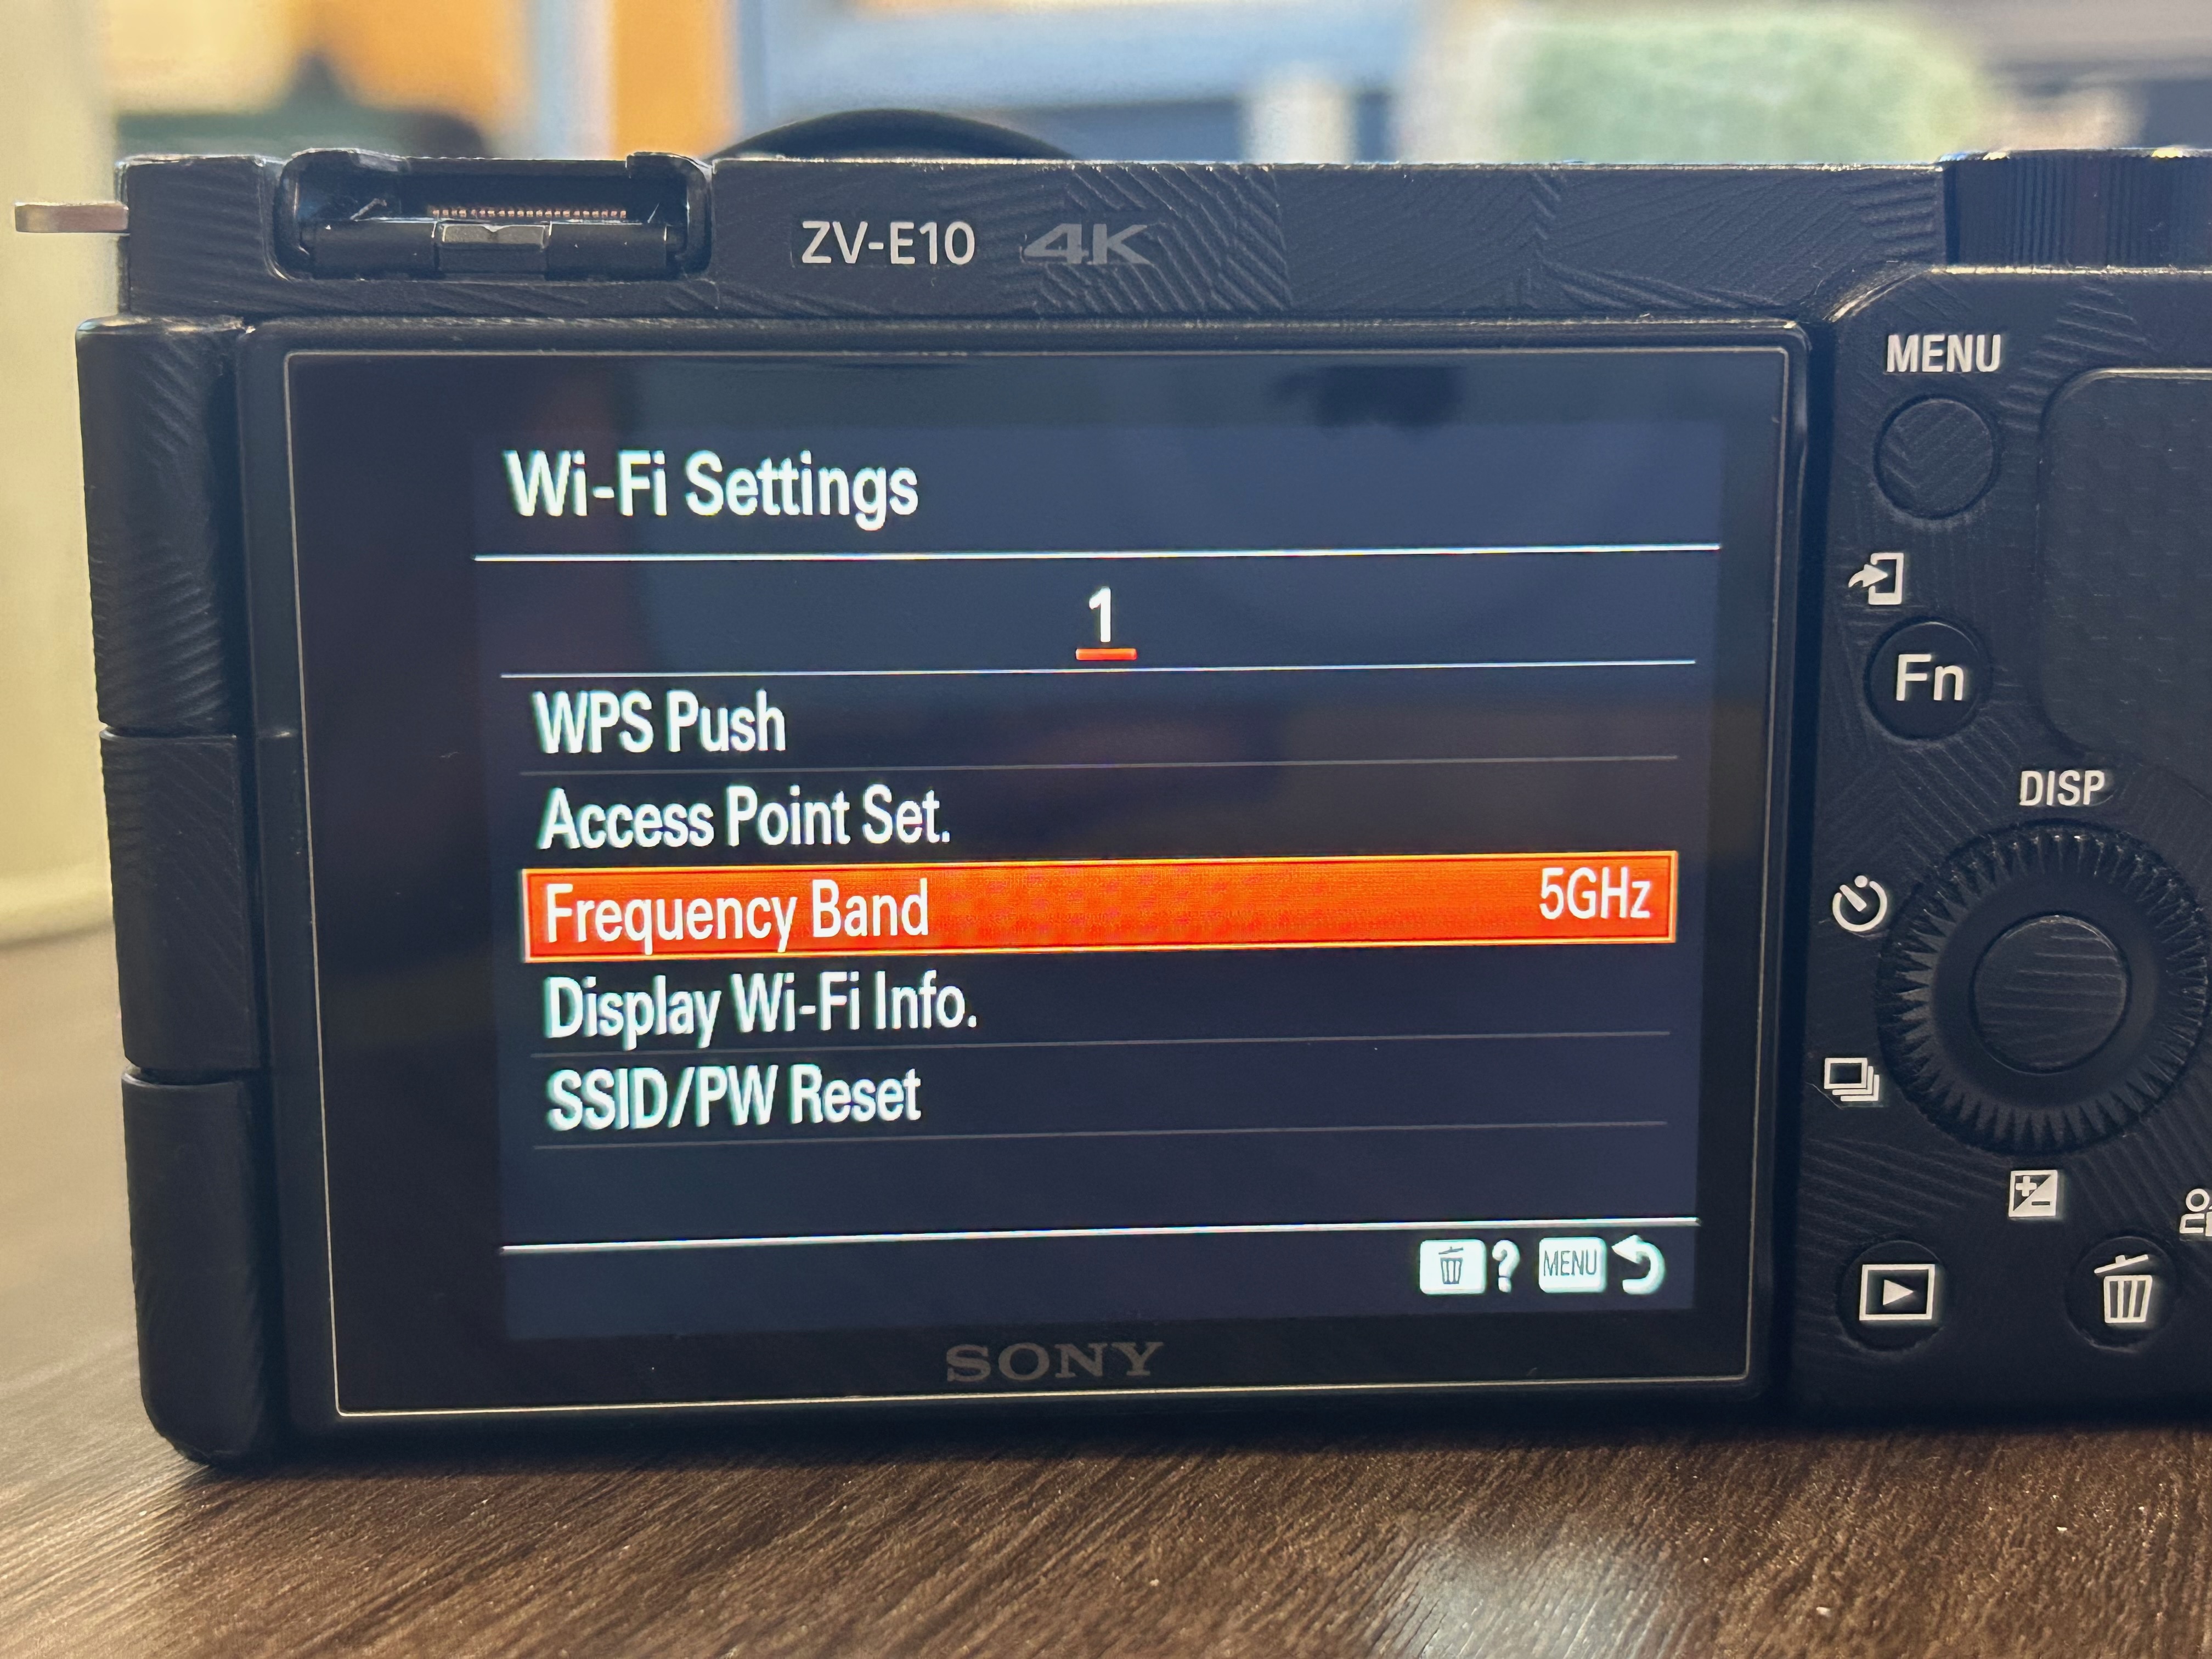 ZV-E10 4K
MENU
Wi-Fi Settings
1
WPS Push
Access Point Set.
Frequency Band 5GHz
Display Wi-Fi Info.
SSID/PW Reset
? MENU
SONY
Fn
DISP